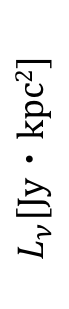 L_ν [Jy · kpc²]